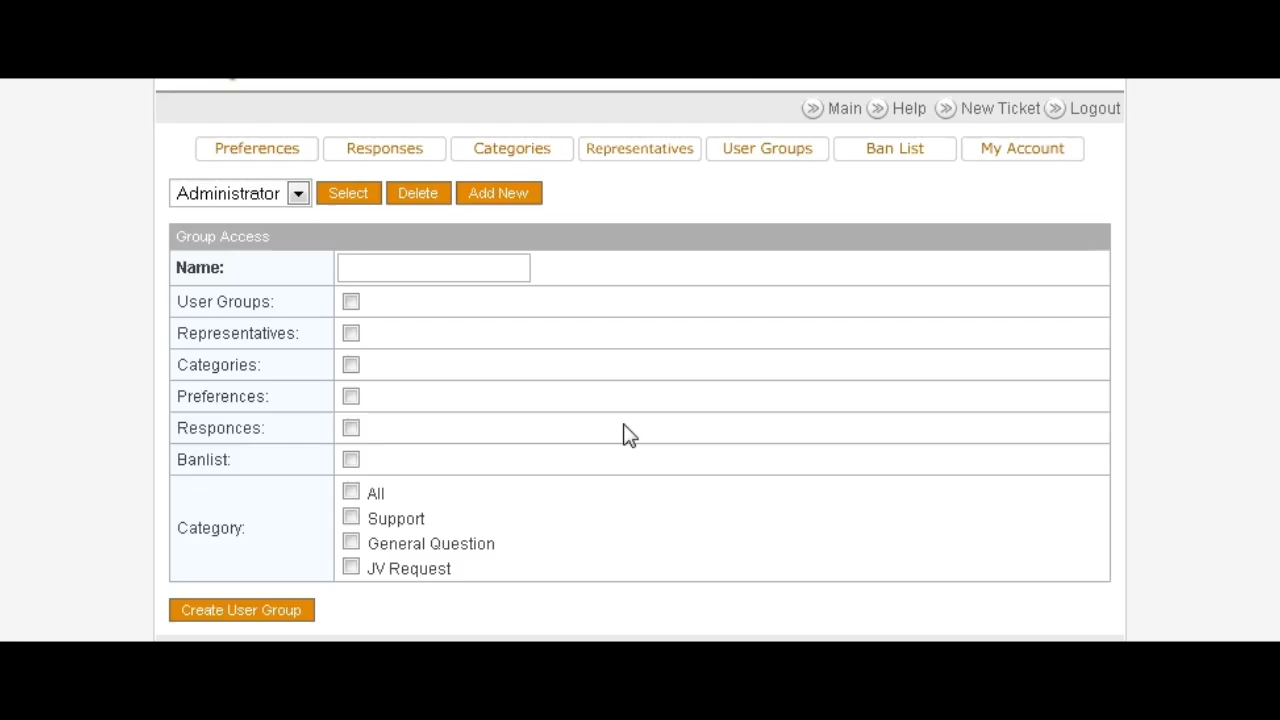 Main Help New Ticket Logout
Preferences Responses Categories Representatives User Groups Ban List My Account
Administrator Select Delete Add New
Group Access
Name:
User Groups:
Representatives:
Categories:
Preferences:
Responces:
Banlist:
Category:
All
Support
General Question
JV Request
Create User Group